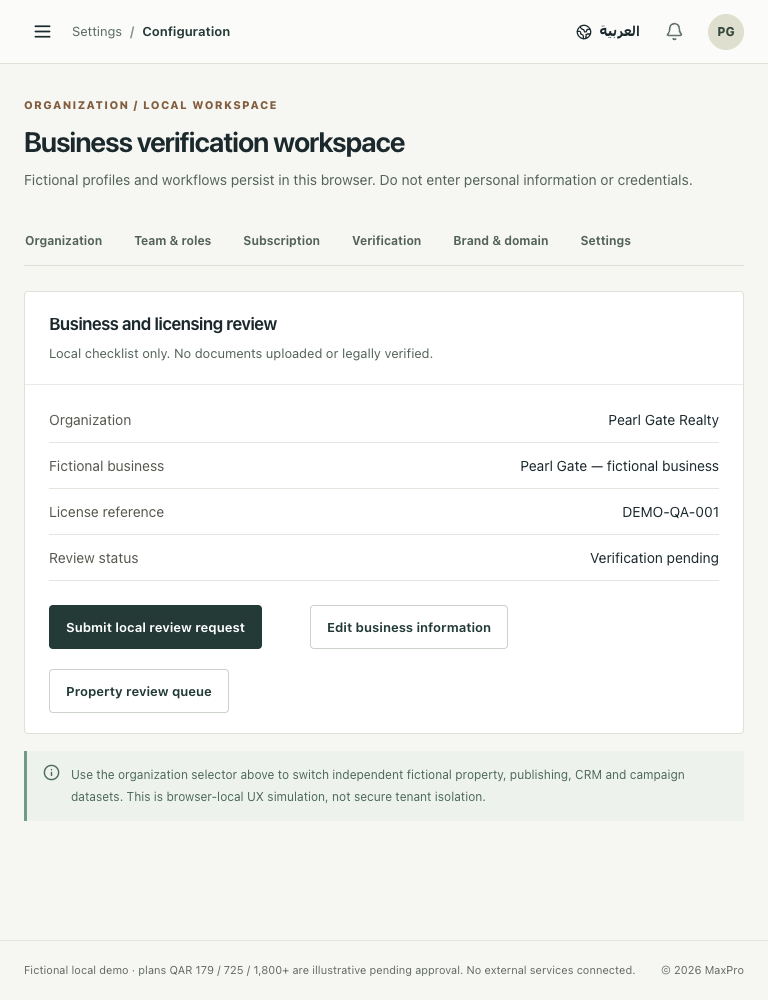 Settings / Configuration
العربية
PG
ORGANIZATION / LOCAL WORKSPACE
Business verification workspace
Fictional profiles and workflows persist in this browser. Do not enter personal information or credentials.
Organization Team & roles Subscription Verification Brand & domain Settings
Business and licensing review
Local checklist only. No documents uploaded or legally verified.
Organization Pearl Gate Realty
Fictional business Pearl Gate — fictional business
License reference DEMO-QA-001
Review status Verification pending
Submit local review request Edit business information
Property review queue
Use the organization selector above to switch independent fictional property, publishing, CRM and campaign
datasets. This is browser-local UX simulation, not secure tenant isolation.
Fictional local demo · plans QAR 179 / 725 / 1,800+ are illustrative pending approval. No external services connected. © 2026 MaxPro